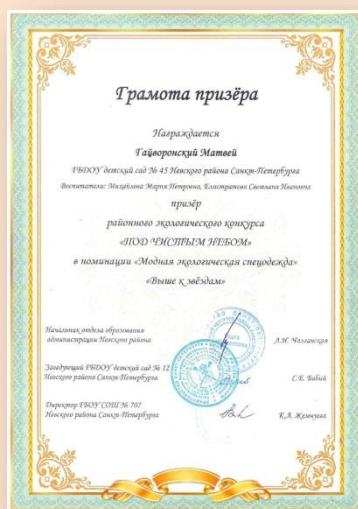 Грамота призёра
Награждается
Гайворонский Матвей
ГБДОУ детский сад № 45 Невского района Санкт-Петербурга
Воспитатели: Михайлова Мария Петровна, Елистратова Светлана Ивановна
призёр
районного экологического конкурса
«ПОД ЧИСТЫМ НЕБОМ»
в номинации «Модная экологическая спецодежда»
«Выше к звёздам»
Начальник отдела образования
администрации Невского района А.Н. Чалганская
Заведующий ГБДОУ детский сад № 12
Невского района Санкт-Петербурга С.Е. Бабий
Директор ГБОУ СОШ № 707
Невского района Санкт-Петербурга К.А. Жемчуева